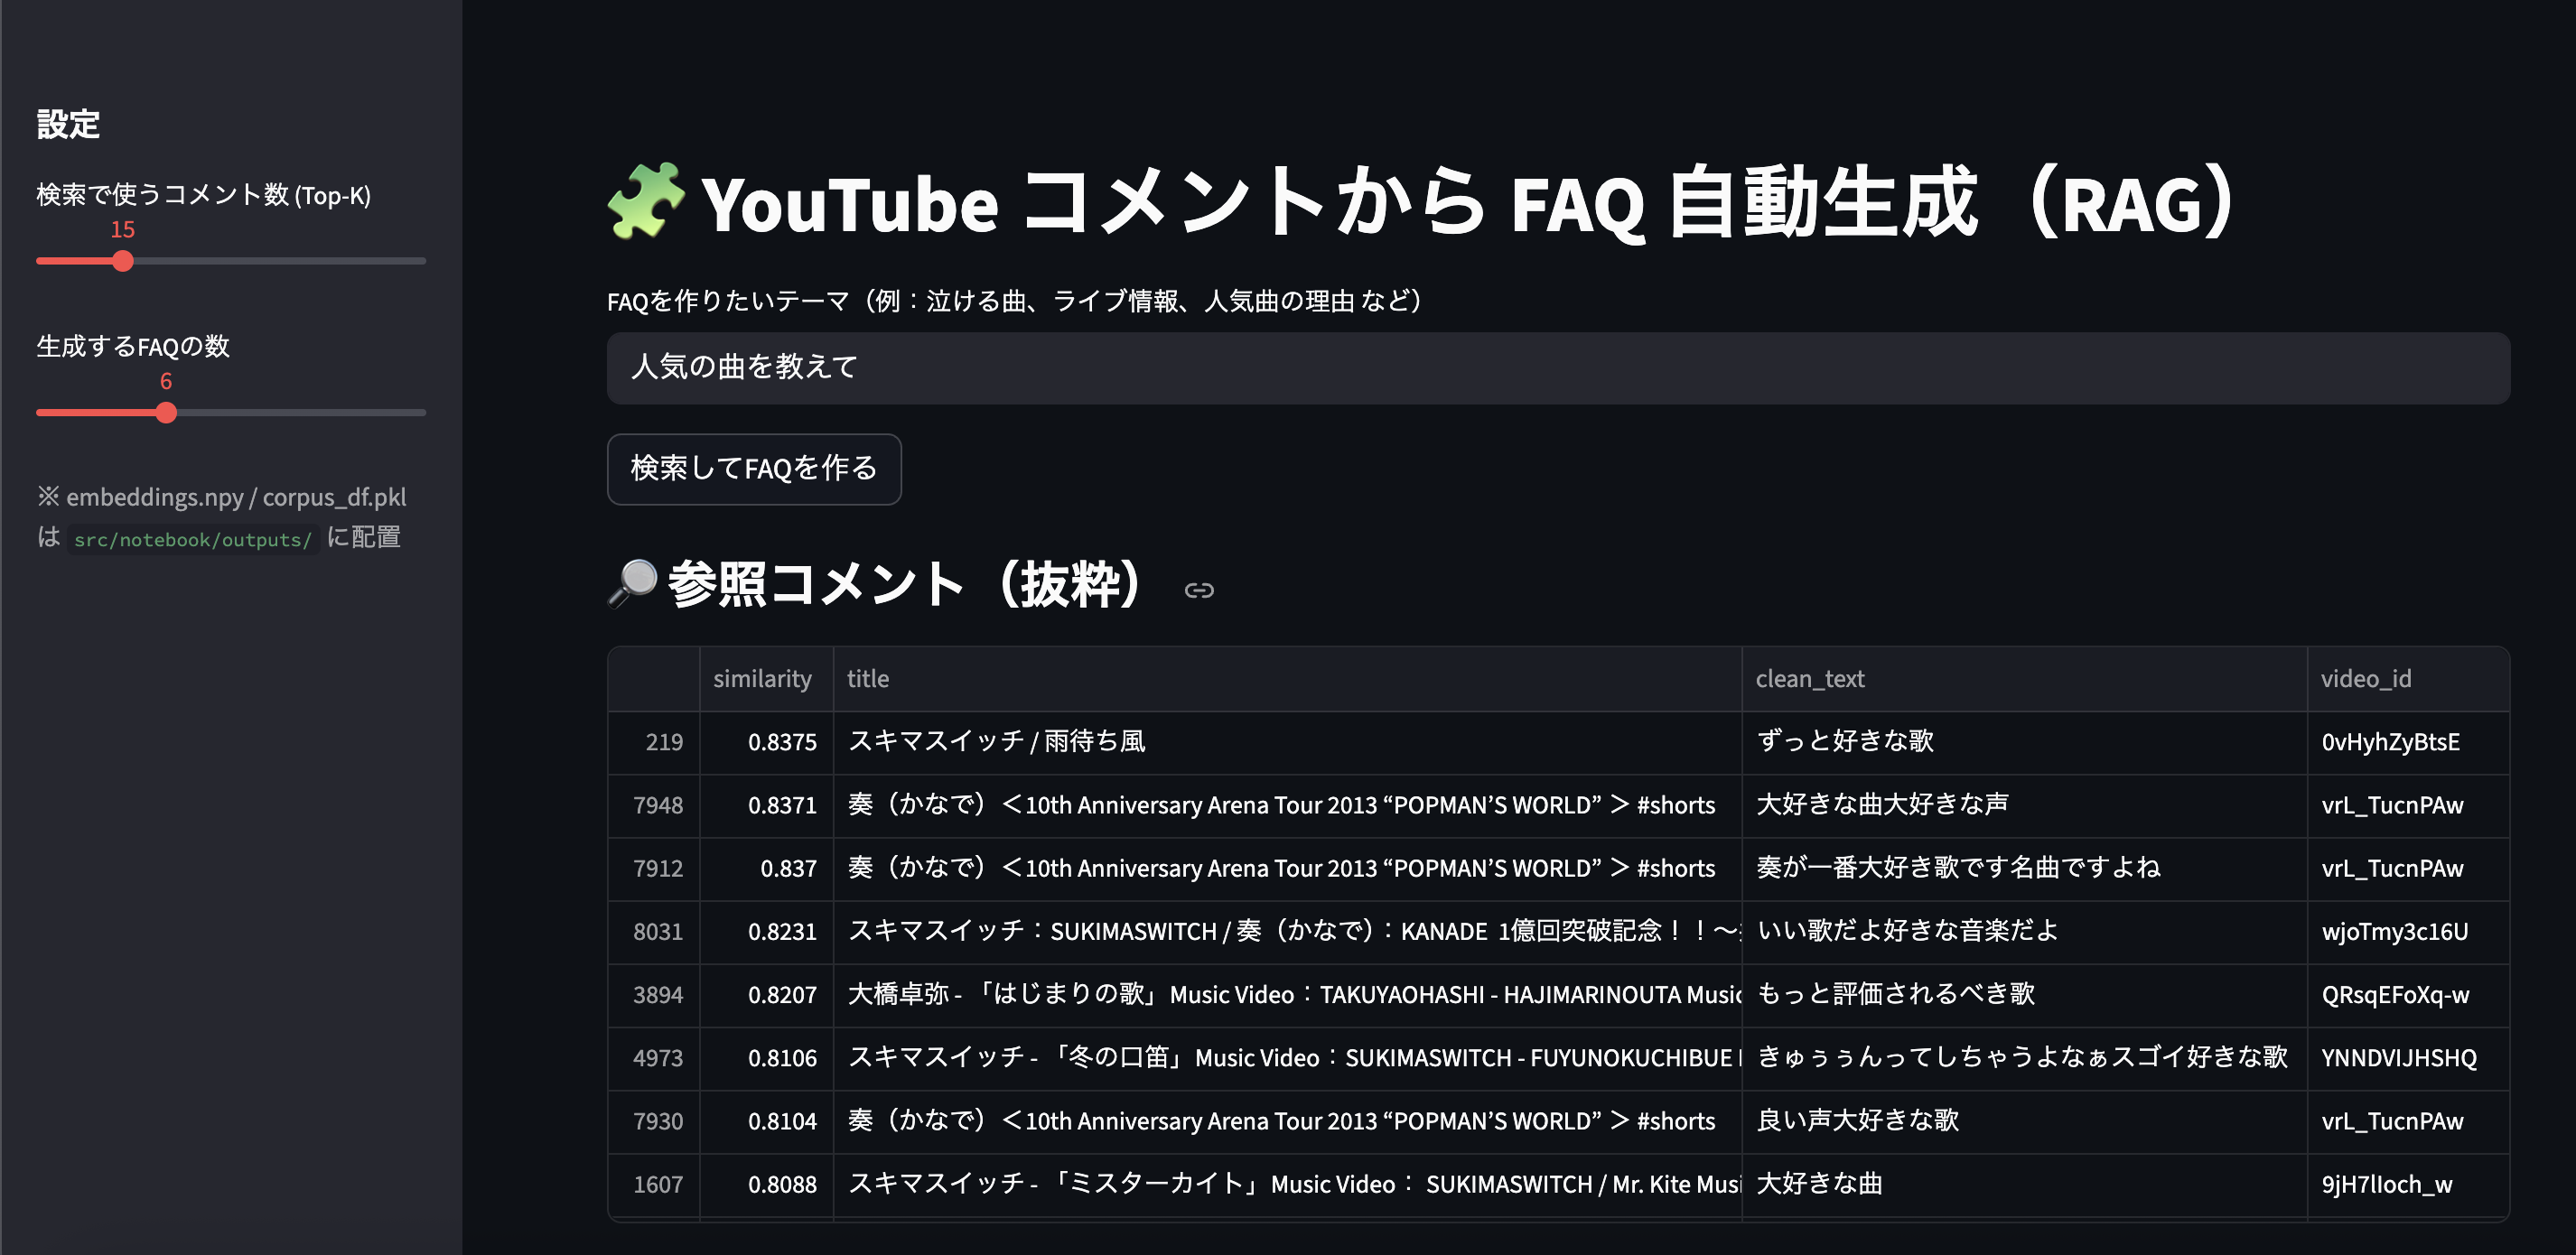 設定
検索で使うコメント数 (Top-K)
15
生成するFAQの数
6
※ embeddings.npy / corpus_df.pkl
は src/notebook/outputs/ に配置
YouTube コメントから FAQ 自動生成（RAG）
FAQを作りたいテーマ（例：泣ける曲、ライブ情報、人気曲の理由 など）
人気の曲を教えて
検索してFAQを作る
参照コメント（抜粋）
similarity title clean_text video_id
219 0.8375 スキマスイッチ / 雨待ち風 ずっと好きな歌 0vHyhZyBtsE
7948 0.8371 奏（かなで）＜10th Anniversary Arena Tour 2013 “POPMAN’S WORLD” ＞ #shorts 大好きな曲大好きな声 vrL_TucnPAw
7912 0.837 奏（かなで）＜10th Anniversary Arena Tour 2013 “POPMAN’S WORLD” ＞ #shorts 奏が一番大好き歌です名曲ですよね vrL_TucnPAw
8031 0.8231 スキマスイッチ：SUKIMASWITCH / 奏（かなで）：KANADE 1億回突破記念！！～ いい歌だよ好きな音楽だよ wjoTmy3c16U
3894 0.8207 大橋卓弥 - 「はじまりの歌」Music Video：TAKUYAOHASHI - HAJIMARINOUTA Music もっと評価されるべき歌 QRsqEFoXq-w
4973 0.8106 スキマスイッチ - 「冬の口笛」Music Video：SUKIMASWITCH - FUYUNOKUCHIBUE きゅぅぅんってしちゃうよなぁスゴイ好きな歌 YNNDVIJHSHQ
7930 0.8104 奏（かなで）＜10th Anniversary Arena Tour 2013 “POPMAN’S WORLD” ＞ #shorts 良い声大好きな歌 vrL_TucnPAw
1607 0.8088 スキマスイッチ - 「ミスターカイト」Music Video： SUKIMASWITCH / Mr. Kite Musi 大好きな曲 9jH7lIoch_w